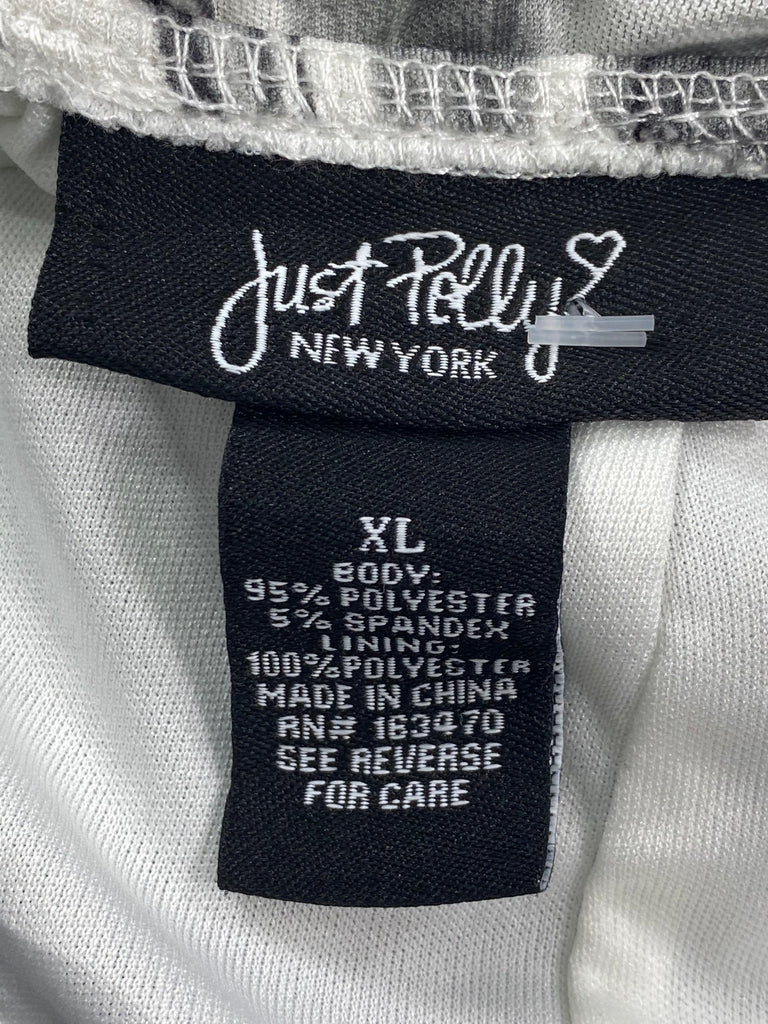 Just Polly
NEW YORK
XL
BODY:
95% POLYESTER
5% SPANDEX
LINING:
100% POLYESTER
MADE IN CHINA
RN# 163470
SEE REVERSE
FOR CARE